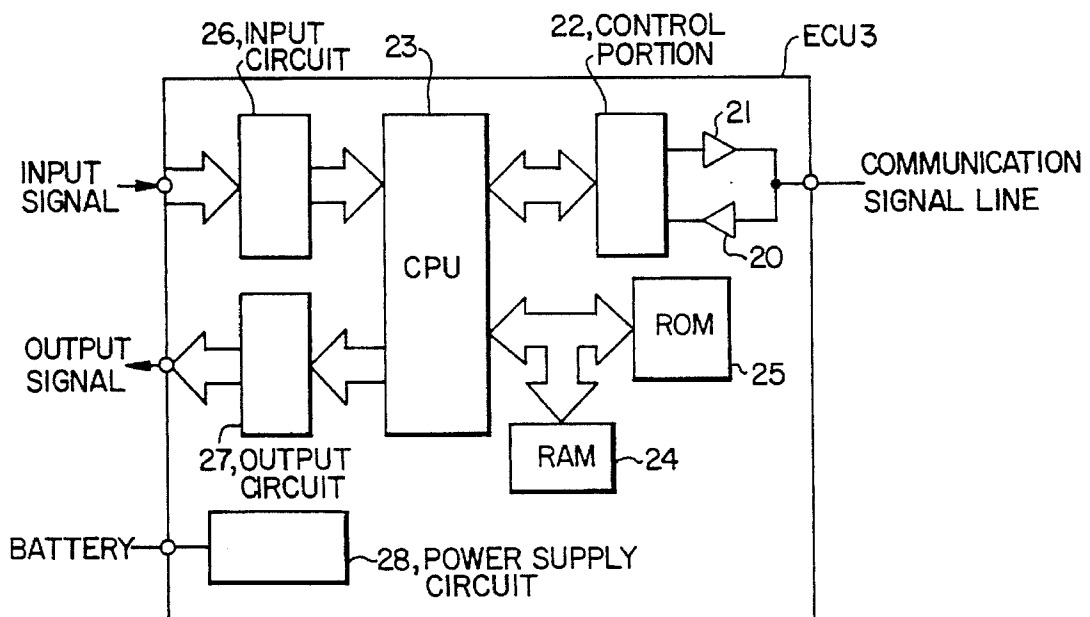 26, INPUT
CIRCUIT
23
22, CONTROL
PORTION
ECU3
21
INPUT
SIGNAL
COMMUNICATION
SIGNAL LINE
20
CPU
ROM
25
OUTPUT
SIGNAL
RAM
24
27, OUTPUT
CIRCUIT
BATTERY
28, POWER SUPPLY
CIRCUIT